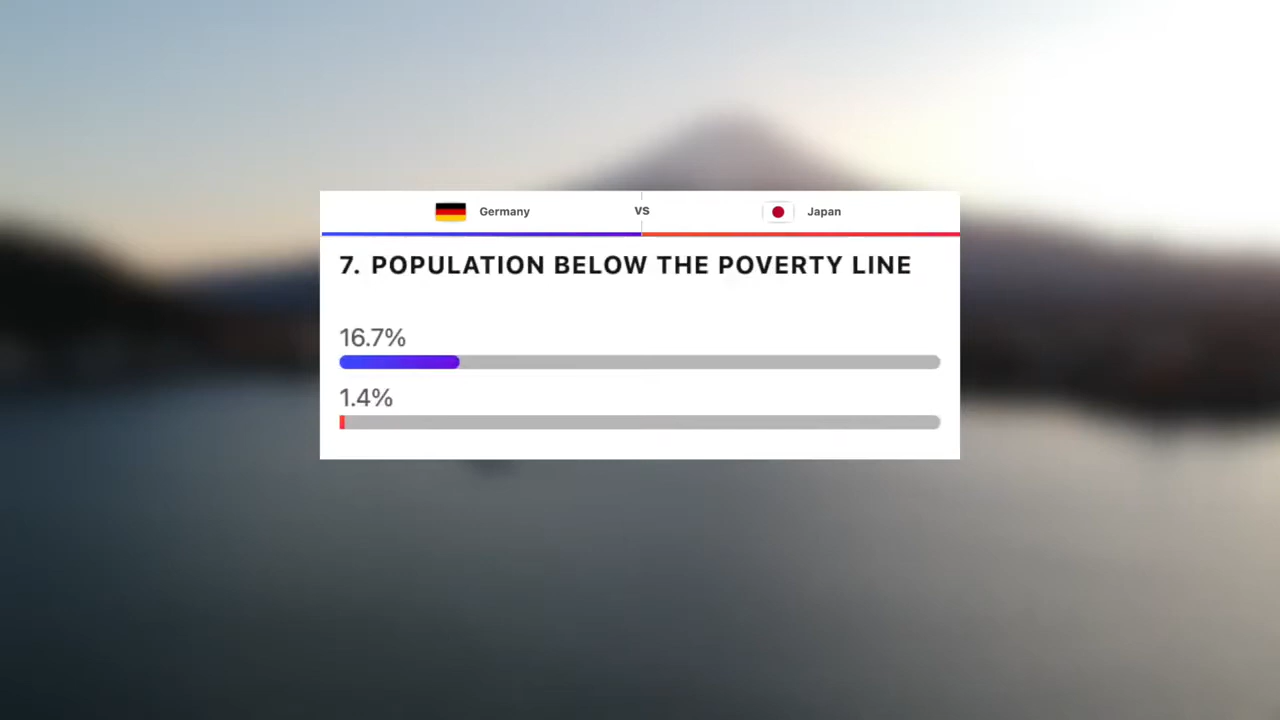 Germany VS Japan
7. POPULATION BELOW THE POVERTY LINE
16.7%
1.4%